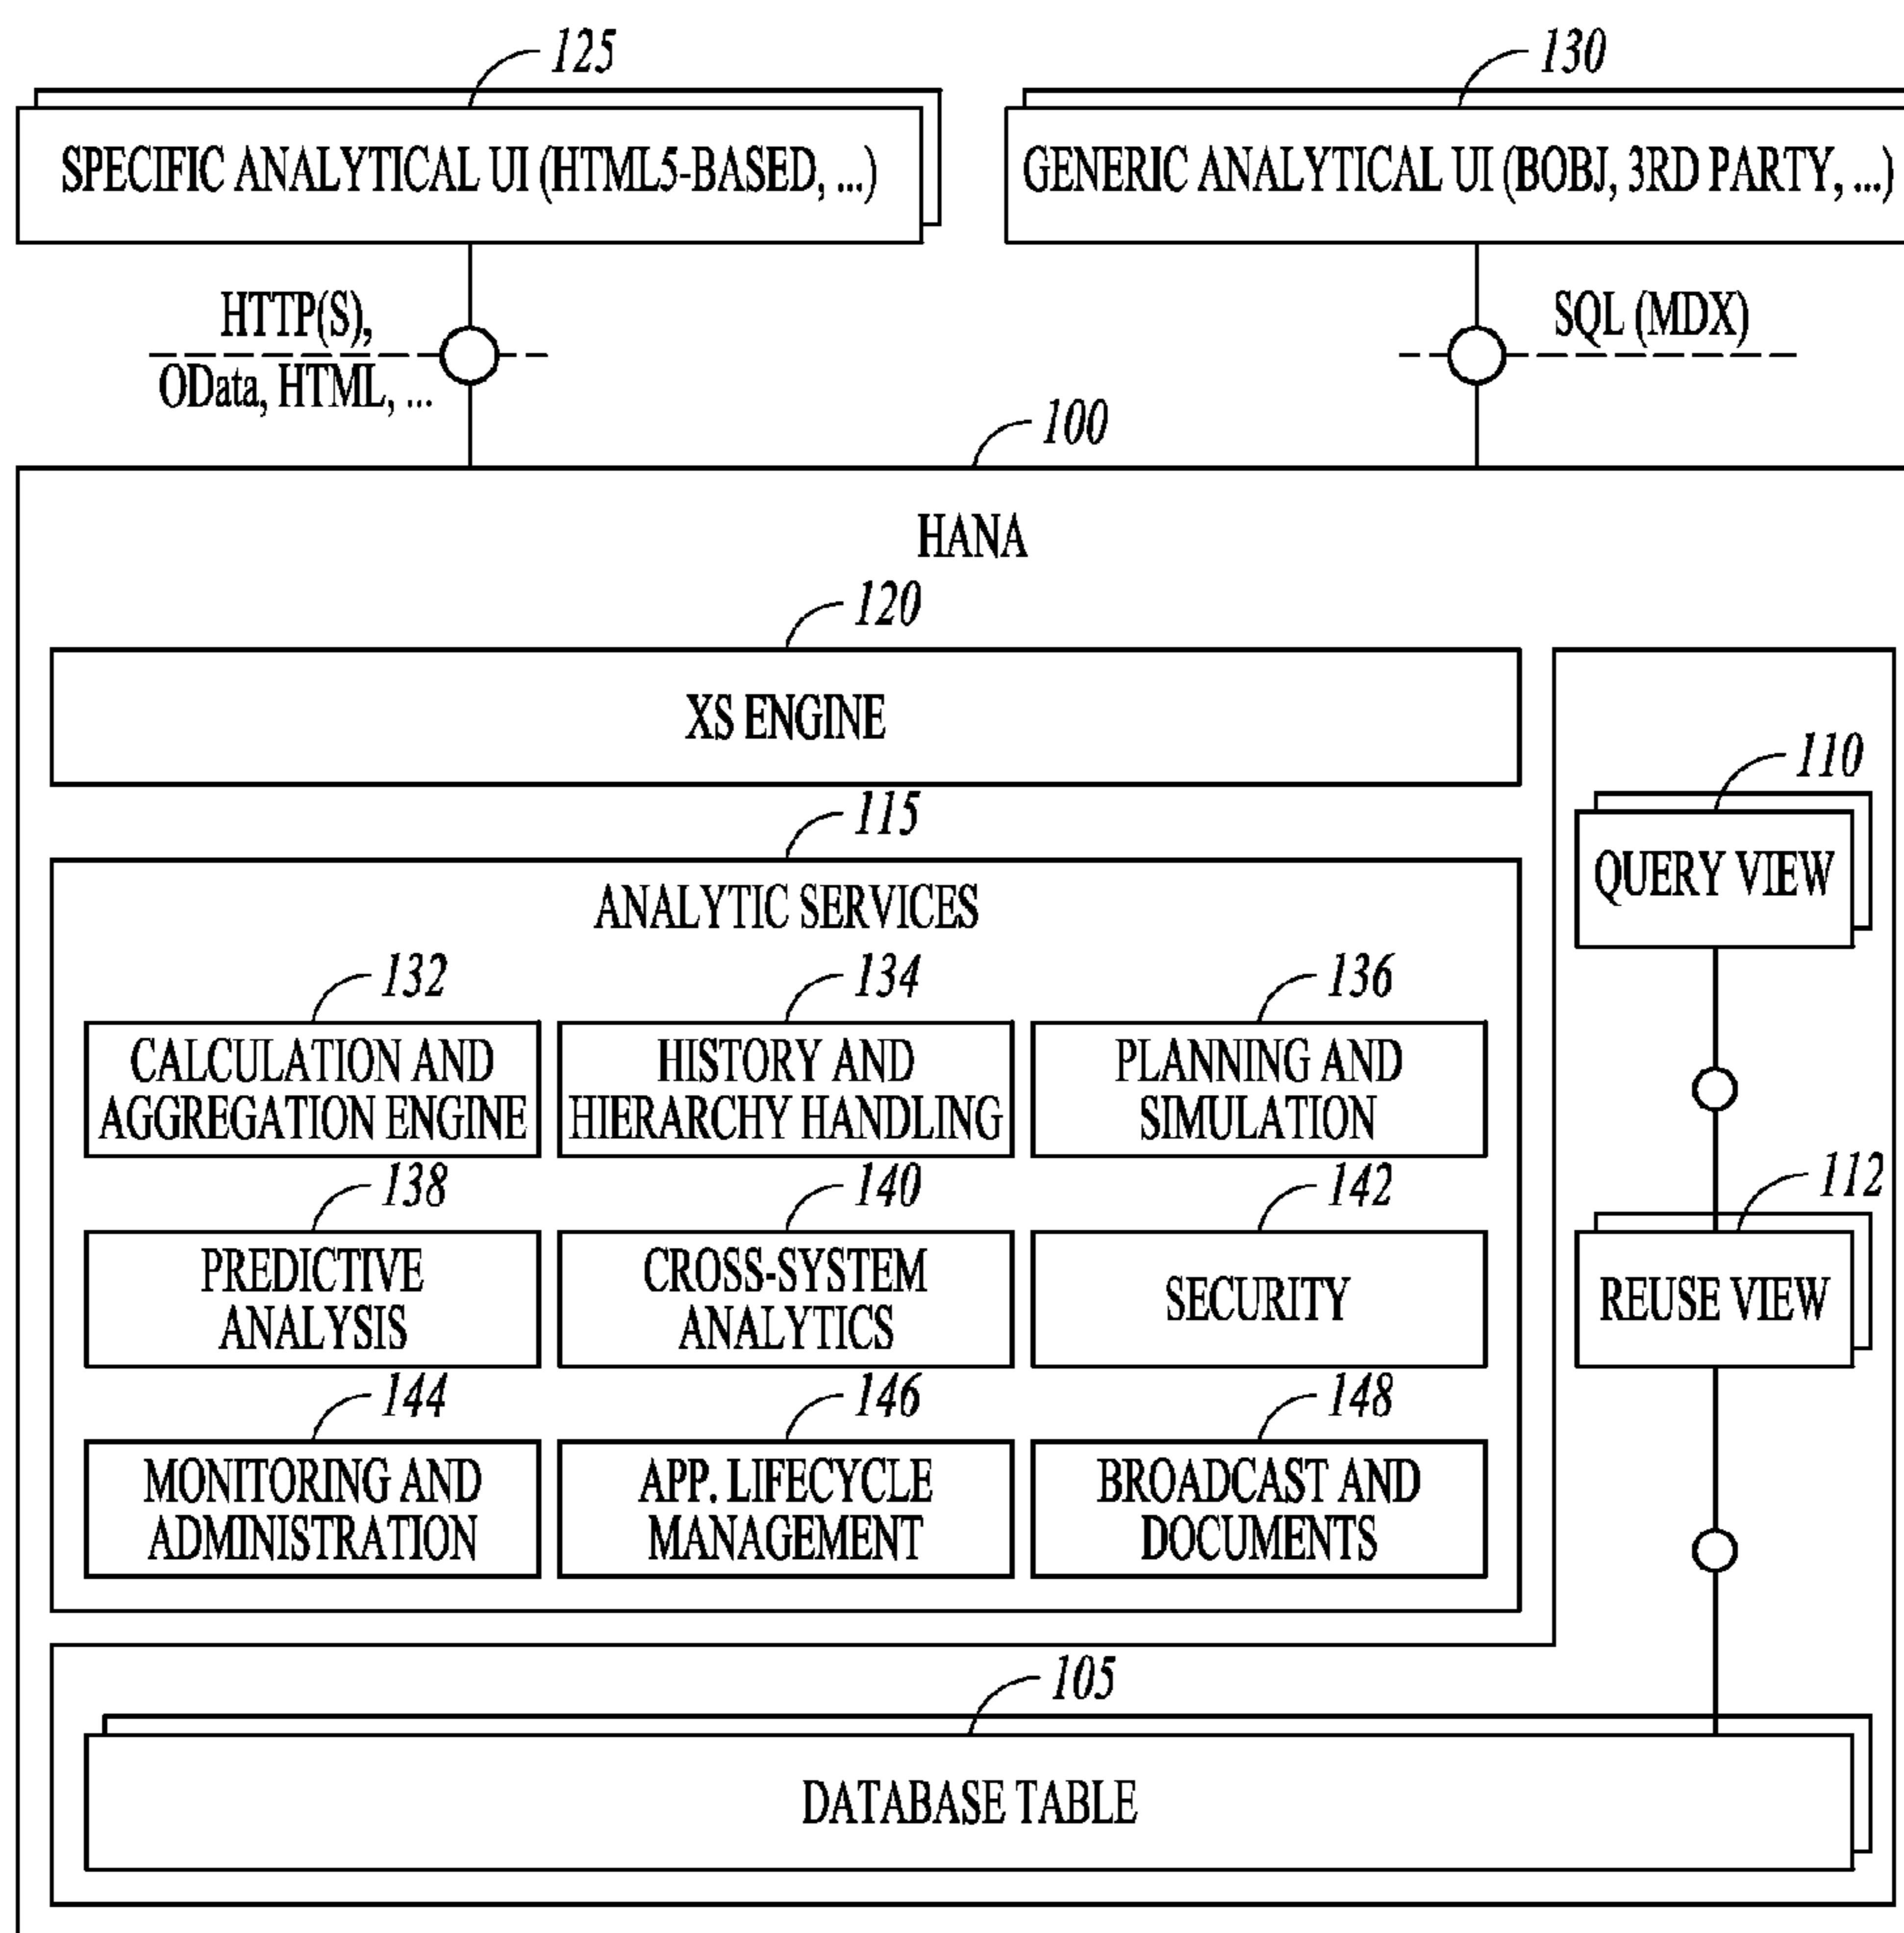 125
130
SPECIFIC ANALYTICAL UI (HTML5-BASED, ...)
GENERIC ANALYTICAL UI (BOBJ, 3RD PARTY, ...)
HTTP(S),
OData, HTML, ...
SQL (MDX)
100
HANA
120
XS ENGINE
110
QUERY VIEW
115
ANALYTIC SERVICES
132
134
136
CALCULATION AND
AGGREGATION ENGINE
HISTORY AND
HIERARCHY HANDLING
PLANNING AND
SIMULATION
112
REUSE VIEW
138
140
142
PREDICTIVE
ANALYSIS
CROSS-SYSTEM
ANALYTICS
SECURITY
144
146
148
MONITORING AND
ADMINISTRATION
APP. LIFECYCLE
MANAGEMENT
BROADCAST AND
DOCUMENTS
105
DATABASE TABLE